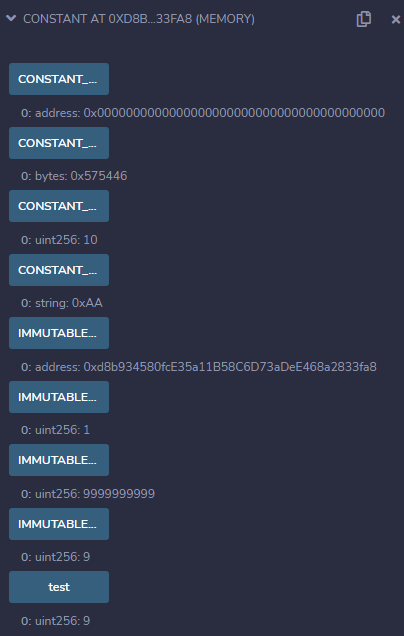 CONSTANT AT 0XD8B...33FA8 (MEMORY)
CONSTANT_...
0: address: 0x0000000000000000000000000000000000000000
CONSTANT_...
0: bytes: 0x575446
CONSTANT_...
0: uint256: 10
CONSTANT_...
0: string: 0xAA
IMMUTABLE...
0: address: 0xd8b934580fcE35a11B58C6D73aDeE468a2833fa8
IMMUTABLE...
0: uint256: 1
IMMUTABLE...
0: uint256: 9999999999
IMMUTABLE...
0: uint256: 9
test
0: uint256: 9